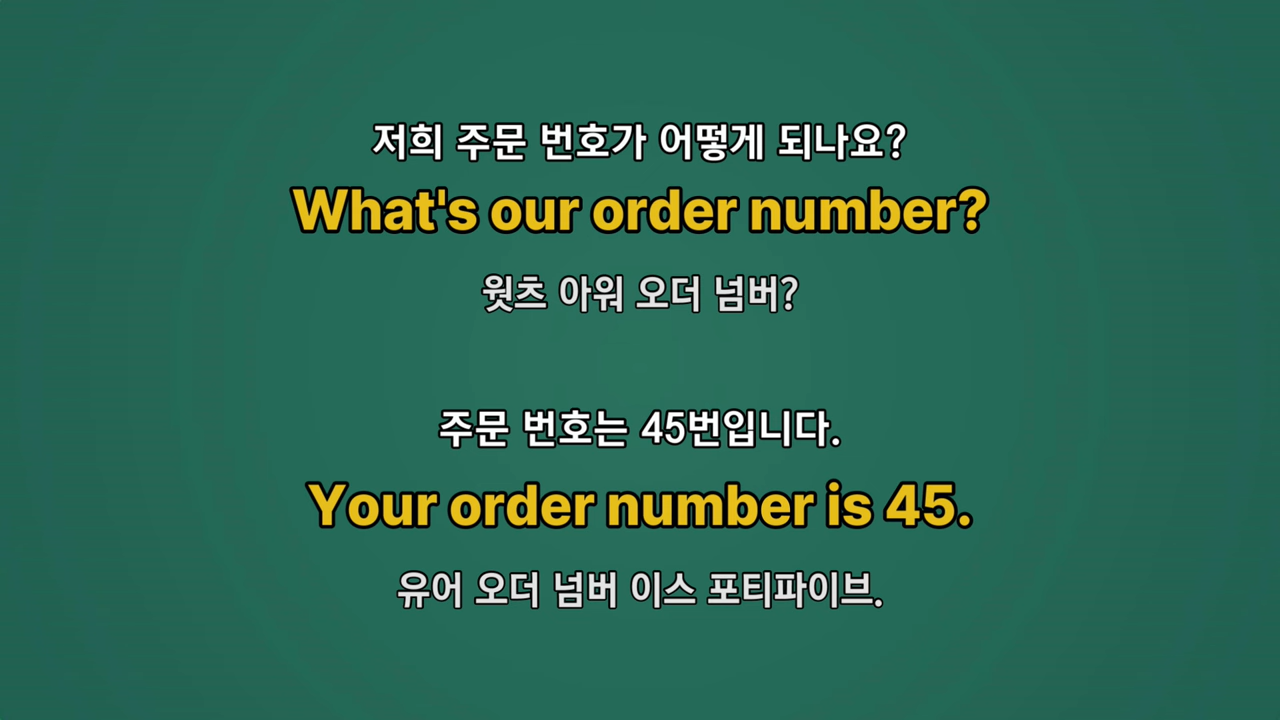 저희 주문 번호가 어떻게 되나요?
What's our order number?
웟츠 아워 오더 넘버?
주문 번호는 45번입니다.
Your order number is 45.
유어 오더 넘버 이스 포티파이브.